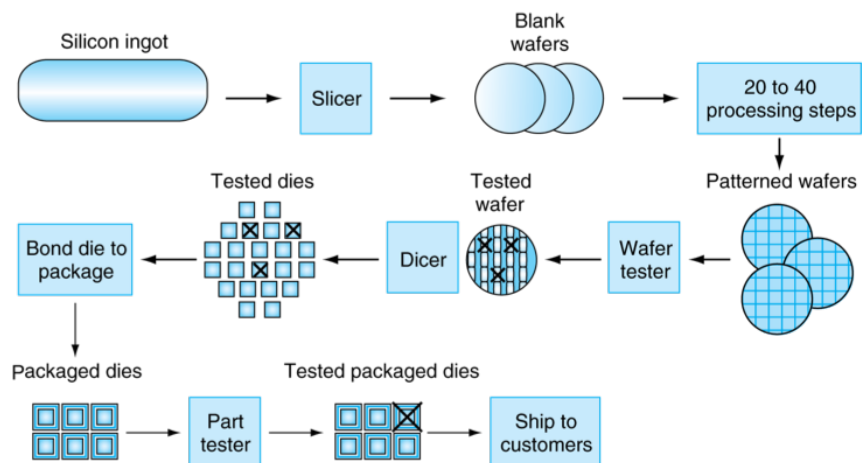 Silicon ingot
Slicer
Blank
wafers
20 to 40
processing steps
Tested dies
Tested
wafer
Patterned wafers
Bond die to
package
Dicer
Wafer
tester
Packaged dies
Tested packaged dies
Part
tester
Ship to
customers